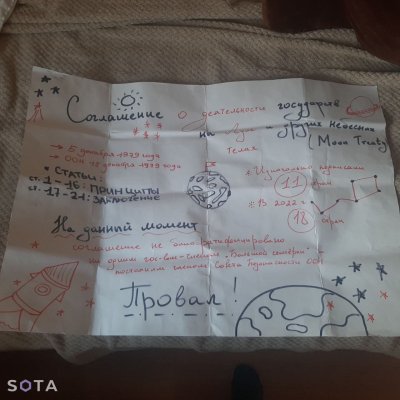 Соглашение о деятельности государств
на Луне и других небесных
телах (Moon Treaty)
→ 5 декабря 1979 года
→ ООН 18 декабря 1979 года
* СТАТЬИ:
ст. 1-16: ПРИНЦИПЫ
ст. 17-21: ЗАКЛЮЧЕНИЕ
* Изначально подписали
11 стран
* В 2022 г.
18 стран
На данный момент
соглашение не было ратифицировано
ни одним гос-вом-членом „Большой семёрки",
постоянным членом Совета Безопасности ООН
Провал!
SOTA